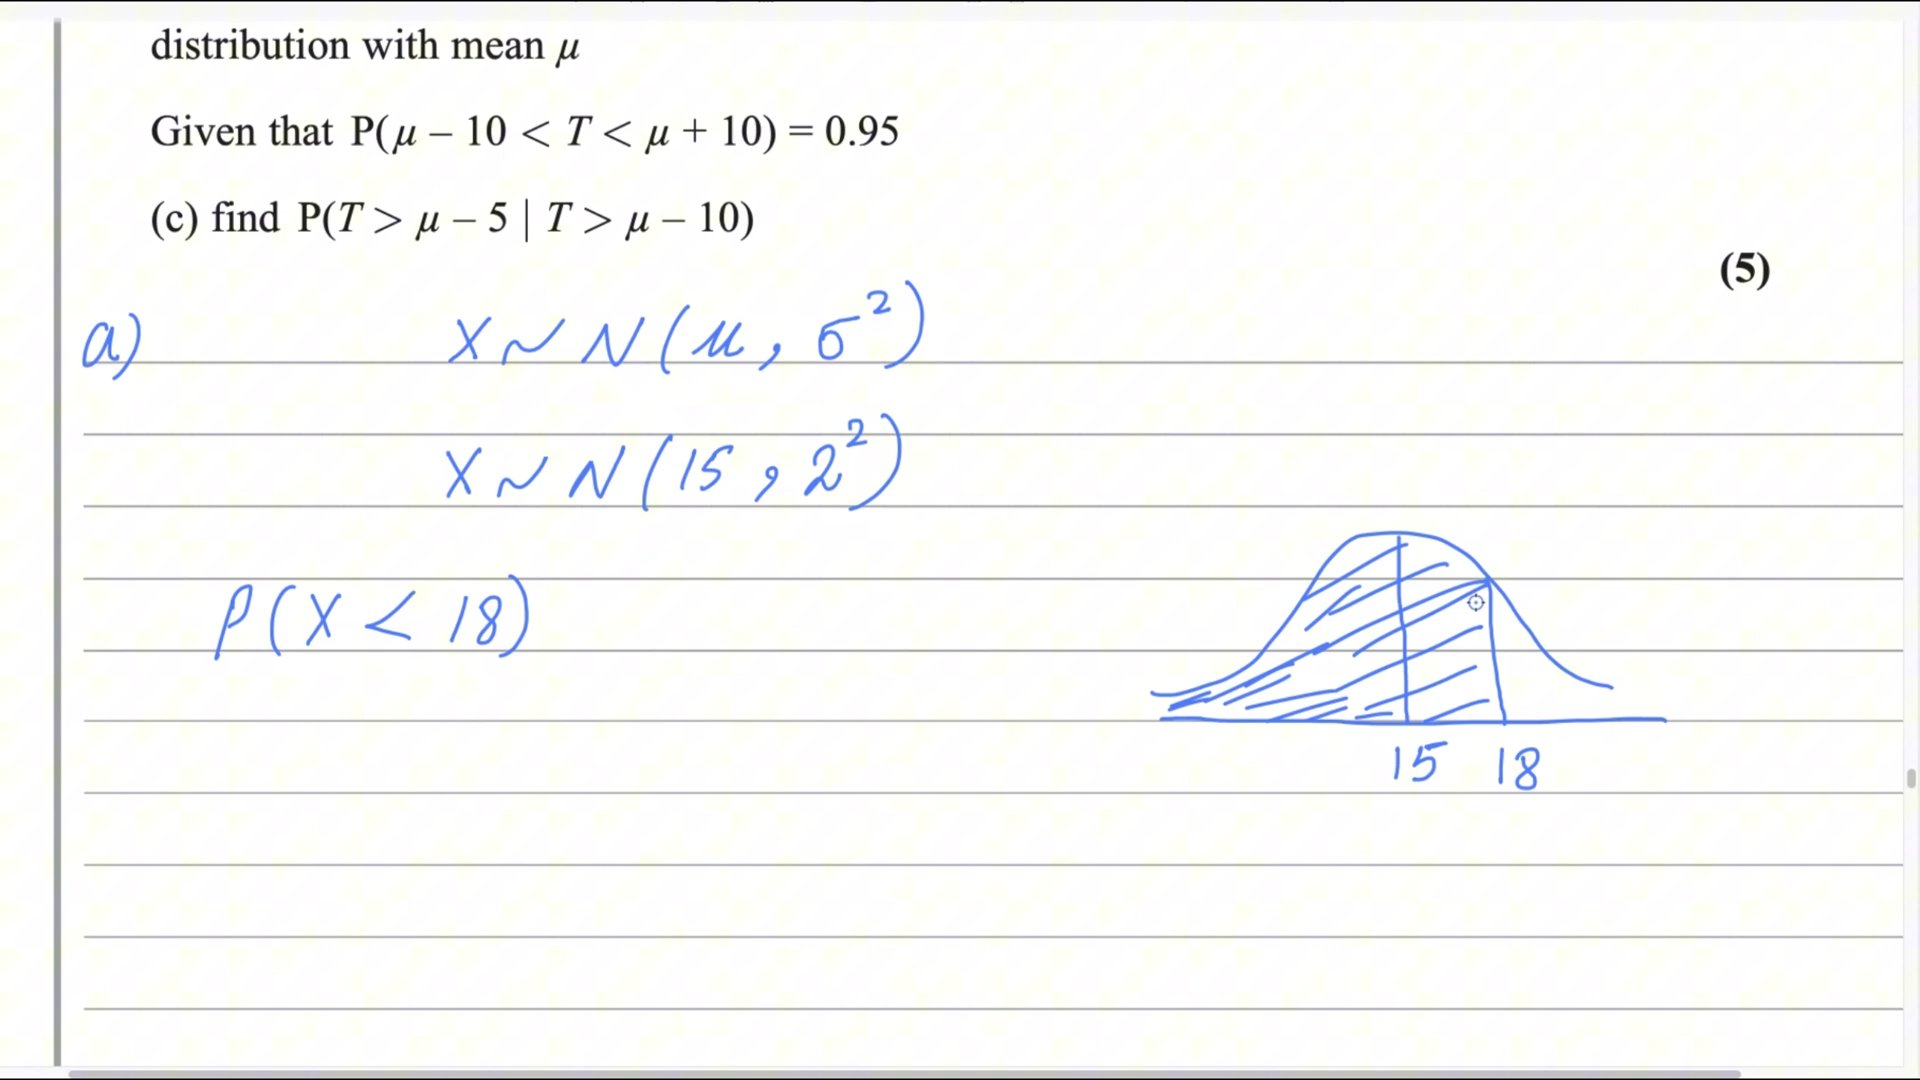 distribution with mean μ
Given that P(μ – 10 < T < μ + 10) = 0.95
(c) find P(T > μ – 5 | T > μ – 10)
(5)
a) X ~ N(μ, σ²)
X ~ N(15, 2²)
P(X < 18)
15 18